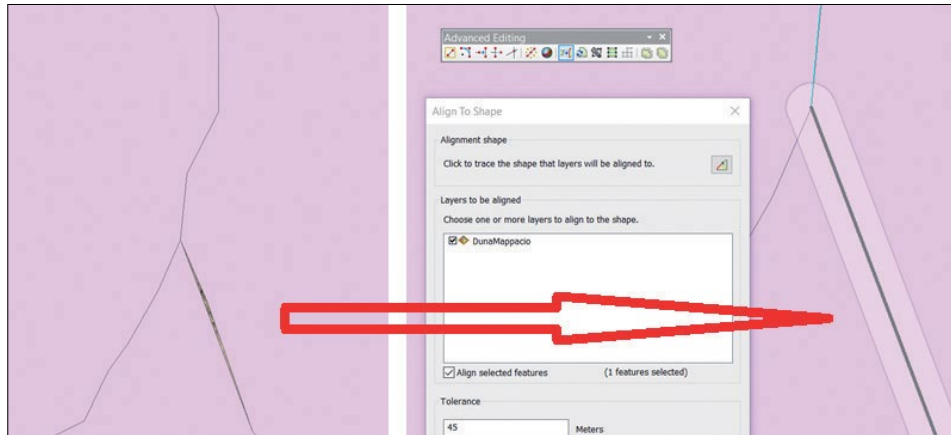 Advanced Editing
Align To Shape
Alignment shape
Click to trace the shape that layers will be aligned to.
Layers to be aligned
Choose one or more layers to align to the shape.
DunaMappacio
Align selected features (1 features selected)
Tolerance
45 Meters